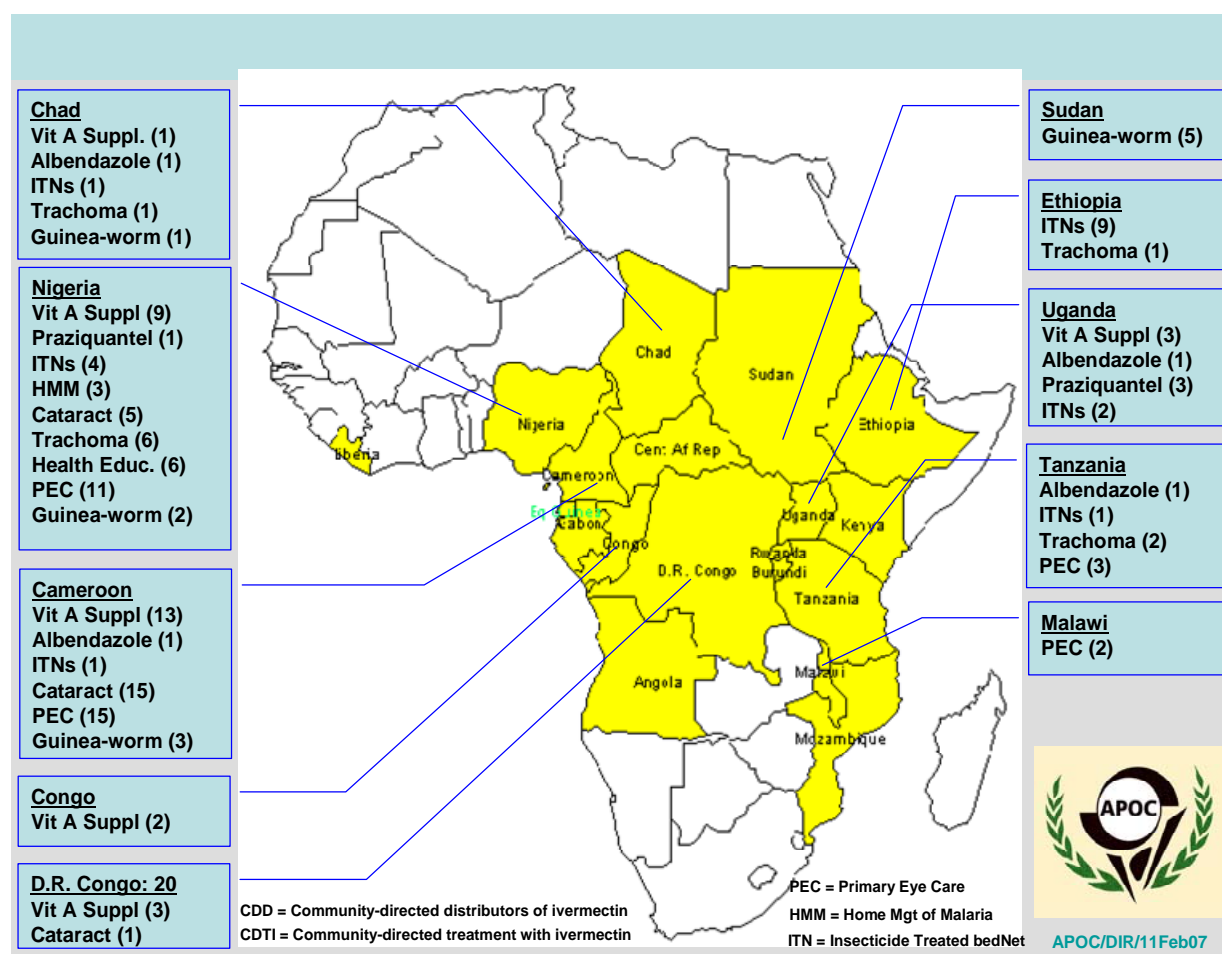 Chad
Vit A Suppl. (1)
Albendazole (1)
ITNs (1)
Trachoma (1)
Guinea-worm (1)
Nigeria
Vit A Suppl (9)
Praziquantel (1)
ITNs (4)
HMM (3)
Cataract (5)
Trachoma (6)
Health Educ. (6)
PEC (11)
Guinea-worm (2)
Cameroon
Vit A Suppl (13)
Albendazole (1)
ITNs (1)
Cataract (15)
PEC (15)
Guinea-worm (3)
Congo
Vit A Suppl (2)
D.R. Congo: 20
Vit A Suppl (3)
Cataract (1)
Chad
Sudan
Nigeria
Ethiopia
Cent Af Rep
Liberia
Cameroon
Gabon
Congo
Uganda
Kenya
Rwanda
Burundi
D.R. Congo
Tanzania
Angola
Malawi
Mozambique
Sudan
Guinea-worm (5)
Ethiopia
ITNs (9)
Trachoma (1)
Uganda
Vit A Suppl (3)
Albendazole (1)
Praziquantel (3)
ITNs (2)
Tanzania
Albendazole (1)
ITNs (1)
Trachoma (2)
PEC (3)
Malawi
PEC (2)
APOC
CDD = Community-directed distributors of ivermectin
CDTI = Community-directed treatment with ivermectin
PEC = Primary Eye Care
HMM = Home Mgt of Malaria
ITN = Insecticide Treated bedNet
APOC/DIR/11Feb07